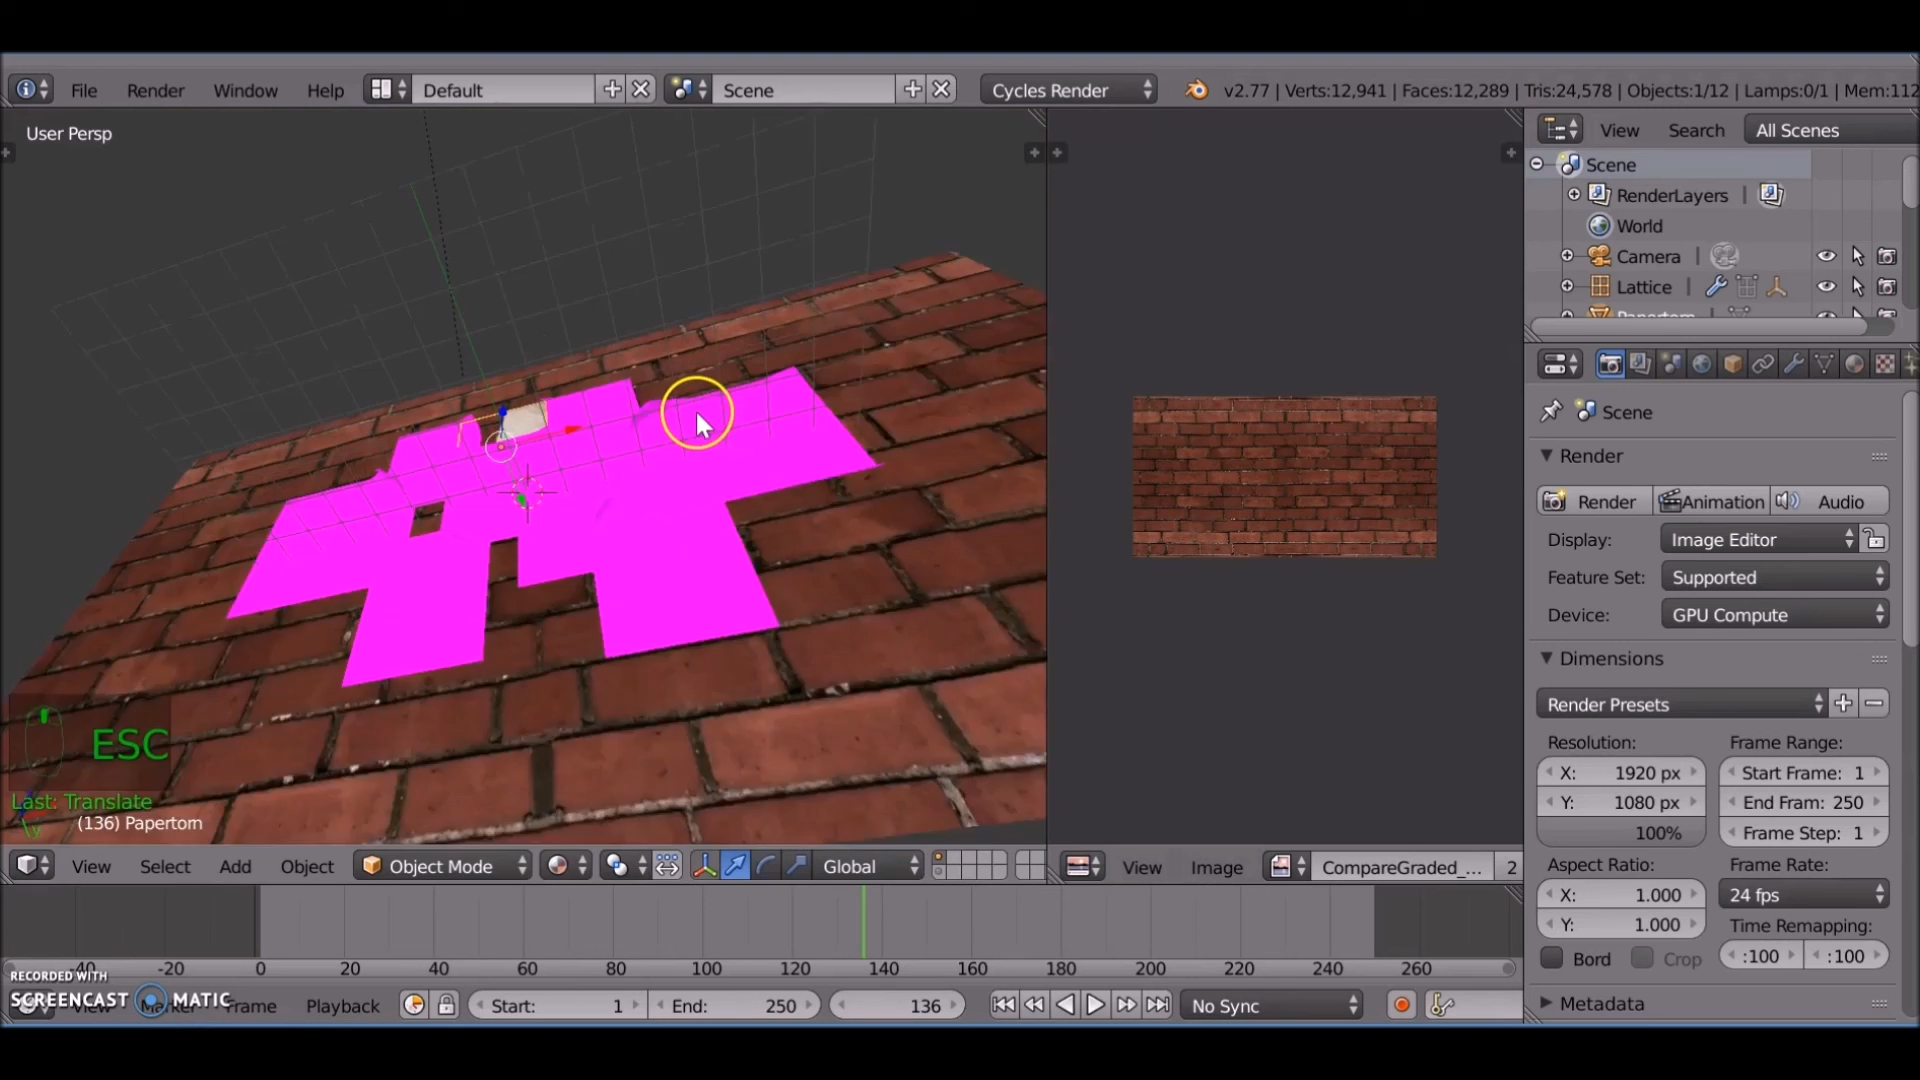 File Render Window Help Default Scene Cycles Render v2.77 | Verts:12,941 | Faces:12,289 | Tris:24,578 | Objects:1/12 | Lamps:0/1 | Mem:112
User Persp
View Search All Scenes
Scene
RenderLayers
World
Camera
Lattice
Papertom
Scene
Render
Render Animation Audio
Display: Image Editor
Feature Set: Supported
Device: GPU Compute
Dimensions
Render Presets
Resolution: Frame Range:
X: 1920 px Start Frame: 1
Y: 1080 px End Fram: 250
100% Frame Step: 1
Aspect Ratio: Frame Rate:
X: 1.000 24 fps
Y: 1.000 Time Remapping:
Bord Crop :100 :100
Metadata
ESC
Last: Translate
(136) Papertom
View Select Add Object Object Mode Global
View Image CompareGraded_... 2
-40 -20 0 20 40 60 80 100 120 140 160 180 200 220 240 260
RECORDED WITH
SCREENCAST MATIC
View Marker Frame Playback Start: 1 End: 250 136 No Sync